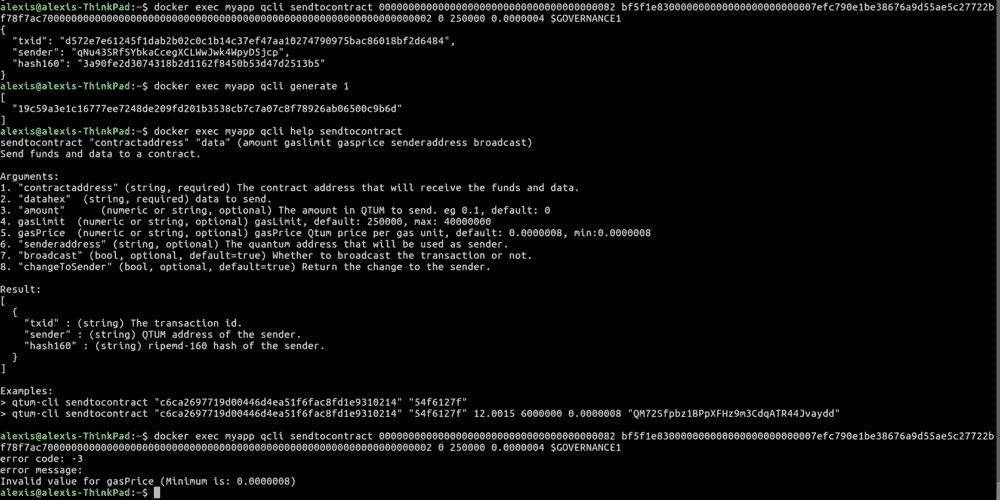 alexis@alexis-ThinkPad:~$ docker exec myapp qcli sendtocontract 0000000000000000000000000000000000000082 bf5f1e8300000000000000000000000007efc790e1be38676a9d55ae5c27722b
f78f7ac70000000000000000000000000000000000000000000000000000000000000002 0 250000 0.0000004 $GOVERNANCE1
{
  "txid": "d572e7e61245f1dab2b02c0c1b14c37ef47aa10274790975bac86018bf2d6484",
  "sender": "qNu43SRfSYbkaCcegXCLWwJwk4WpyD5jcp",
  "hash160": "3a90fe2d3074318b2d1162f8450b53d47d2513b5"
}
alexis@alexis-ThinkPad:~$ docker exec myapp qcli generate 1
[
  "19c59a3e1c16777ee7248de209fd201b3538cb7c7a07c8f78926ab06500c9b6d"
]
alexis@alexis-ThinkPad:~$ docker exec myapp qcli help sendtocontract
sendtocontract "contractaddress" "data" (amount gaslimit gasprice senderaddress broadcast)
Send funds and data to a contract.

Arguments:
1. "contractaddress" (string, required) The contract address that will receive the funds and data.
2. "datahex"  (string, required) data to send.
3. "amount"      (numeric or string, optional) The amount in QTUM to send. eg 0.1, default: 0
4. gasLimit  (numeric or string, optional) gasLimit, default: 250000, max: 40000000
5. gasPrice  (numeric or string, optional) gasPrice Qtum price per gas unit, default: 0.0000008, min:0.0000008
6. "senderaddress" (string, optional) The quantum address that will be used as sender.
7. "broadcast" (bool, optional, default=true) Whether to broadcast the transaction or not.
8. "changeToSender" (bool, optional, default=true) Return the change to the sender.

Result:
[
  {
    "txid" : (string) The transaction id.
    "sender" : (string) QTUM address of the sender.
    "hash160" : (string) ripemd-160 hash of the sender.
  }
]

Examples:
> qtum-cli sendtocontract "c6ca2697719d00446d4ea51f6fac8fd1e9310214" "54f6127f"
> qtum-cli sendtocontract "c6ca2697719d00446d4ea51f6fac8fd1e9310214" "54f6127f" 12.0015 6000000 0.0000008 "QM72Sfpbz1BPpXFHz9m3CdqATR44Jvaydd"

alexis@alexis-ThinkPad:~$ docker exec myapp qcli sendtocontract 0000000000000000000000000000000000000082 bf5f1e8300000000000000000000000007efc790e1be38676a9d55ae5c27722b
f78f7ac70000000000000000000000000000000000000000000000000000000000000002 0 250000 0.0000004 $GOVERNANCE1
error code: -3
error message:
Invalid value for gasPrice (Minimum is: 0.0000008)
alexis@alexis-ThinkPad:~$